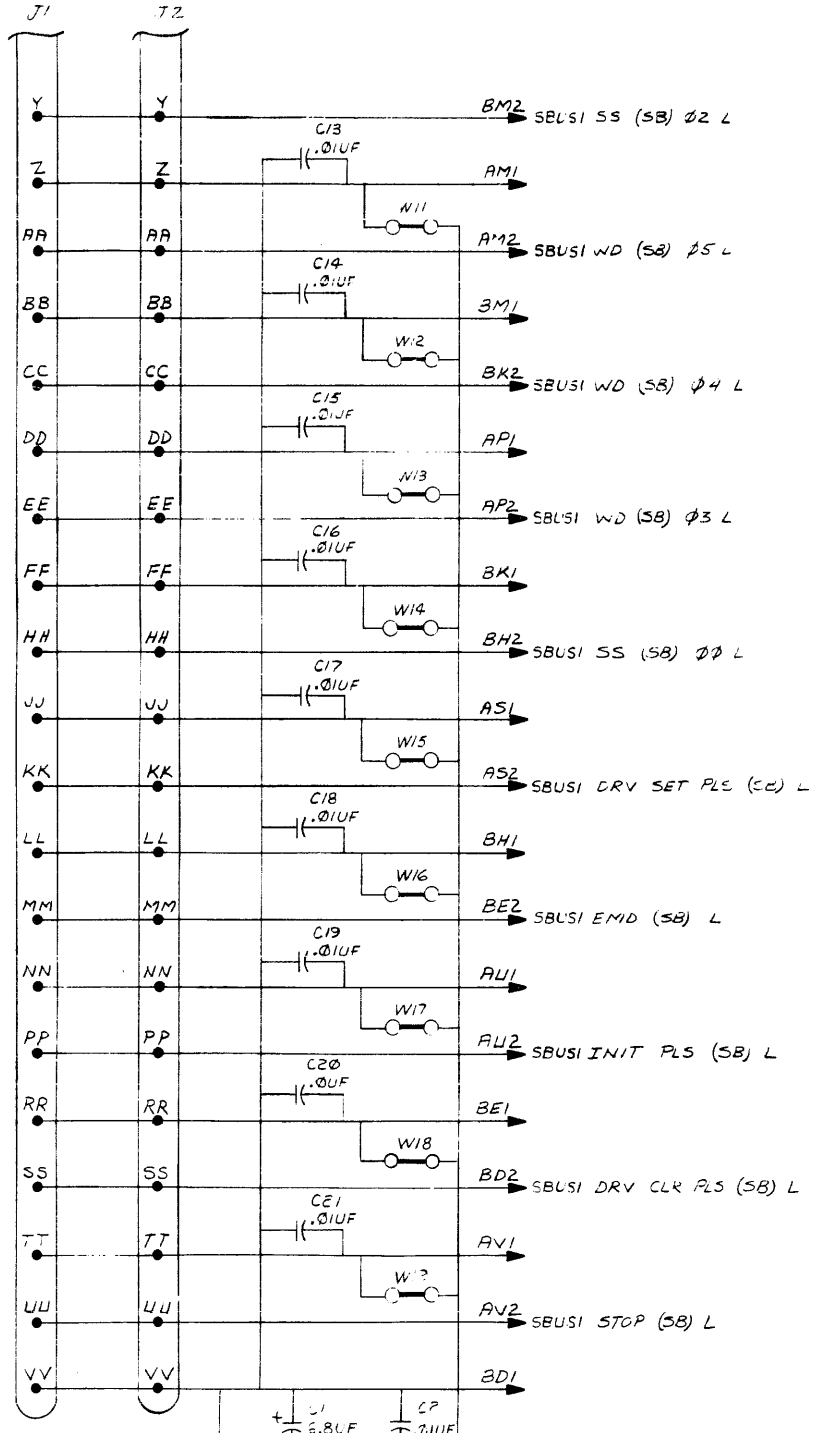 J1 J2
Y Y BM2 SBUS1 SS (SB) Ø2 L
C13
.Ø1UF
Z Z AM1
W11
AA AA AM2 SBUS1 WD (SB) Ø5 L
C14
.Ø1UF
BB BB BM1
W12
CC CC BK2 SBUS1 WD (SB) Ø4 L
C15
.Ø1UF
DD DD AP1
W13
EE EE AP2 SBUS1 WD (SB) Ø3 L
C16
.Ø1UF
FF FF BK1
W14
HH HH BH2 SBUS1 SS (SB) ØØ L
C17
.Ø1UF
JJ JJ AS1
W15
KK KK AS2 SBUS1 DRV SET PLS (SB) L
C18
.Ø1UF
LL LL BH1
W16
MM MM BE2 SBUS1 EMD (SB) L
C19
.Ø1UF
NN NN AU1
W17
PP PP AU2 SBUS1 INIT PLS (SB) L
C2Ø
.ØUF
RR RR BE1
W18
SS SS BD2 SBUS1 DRV CLR PLS (SB) L
C21
.Ø1UF
TT TT AV1
UU UU AV2 SBUS1 STOP (SB) L
VV VV BD1
+ 6.8UF